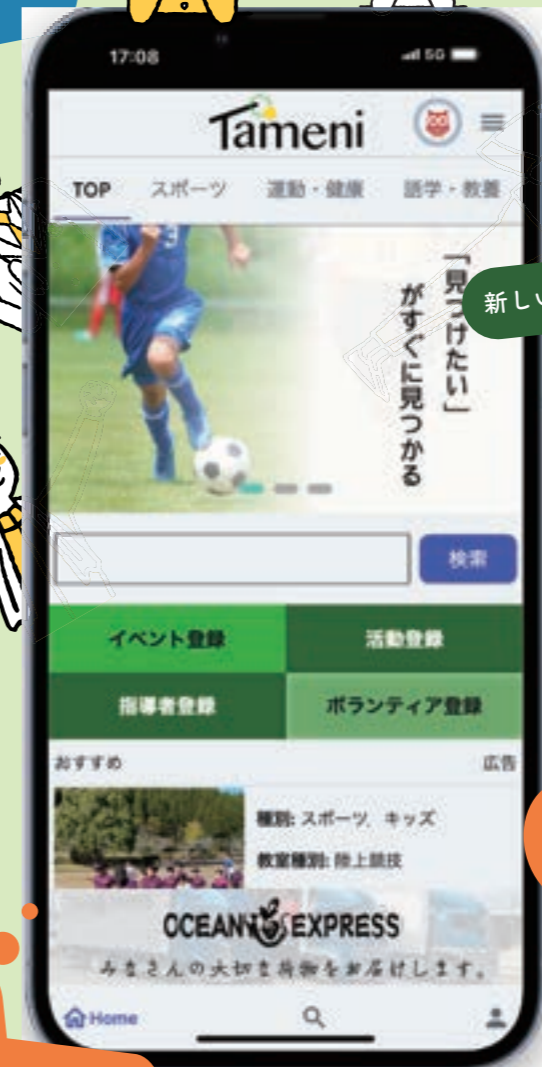 17:08
5G
Tameni
TOP スポーツ 運動・健康 語学・教養
「見つけたい」
がすぐに見つかる
新しい
検索
イベント登録 活動登録
指導者登録 ボランティア登録
おすすめ 広告
種別: スポーツ, キッズ
教室種別: 陸上競技
OCEAN EXPRESS
みなさんの大切な荷物をお届けします。
Home